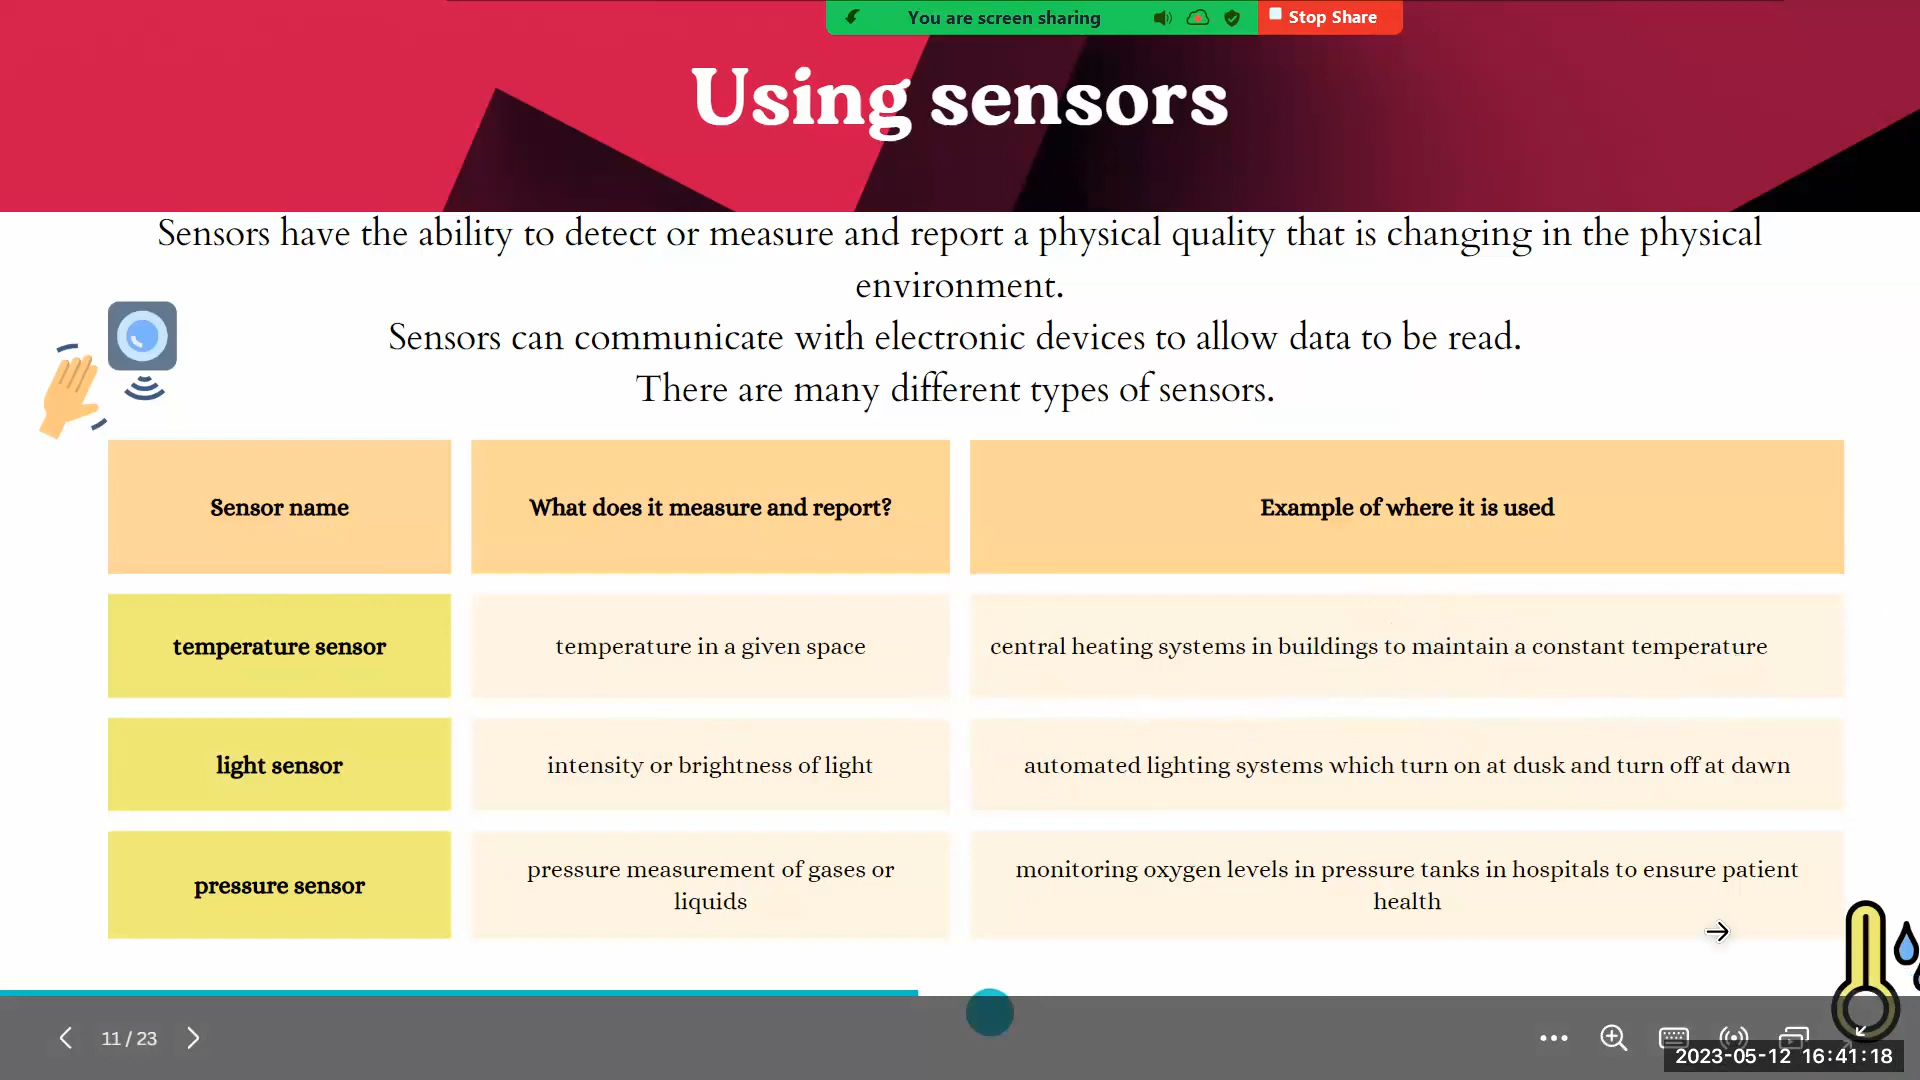 You are screen sharing
Stop Share
Using sensors
Sensors have the ability to detect or measure and report a physical quality that is changing in the physical
environment.
Sensors can communicate with electronic devices to allow data to be read.
There are many different types of sensors.
Sensor name
What does it measure and report?
Example of where it is used
temperature sensor
temperature in a given space
central heating systems in buildings to maintain a constant temperature
light sensor
intensity or brightness of light
automated lighting systems which turn on at dusk and turn off at dawn
pressure sensor
pressure measurement of gases or
liquids
monitoring oxygen levels in pressure tanks in hospitals to ensure patient
health
11 / 23
2023-05-12 16:41:18